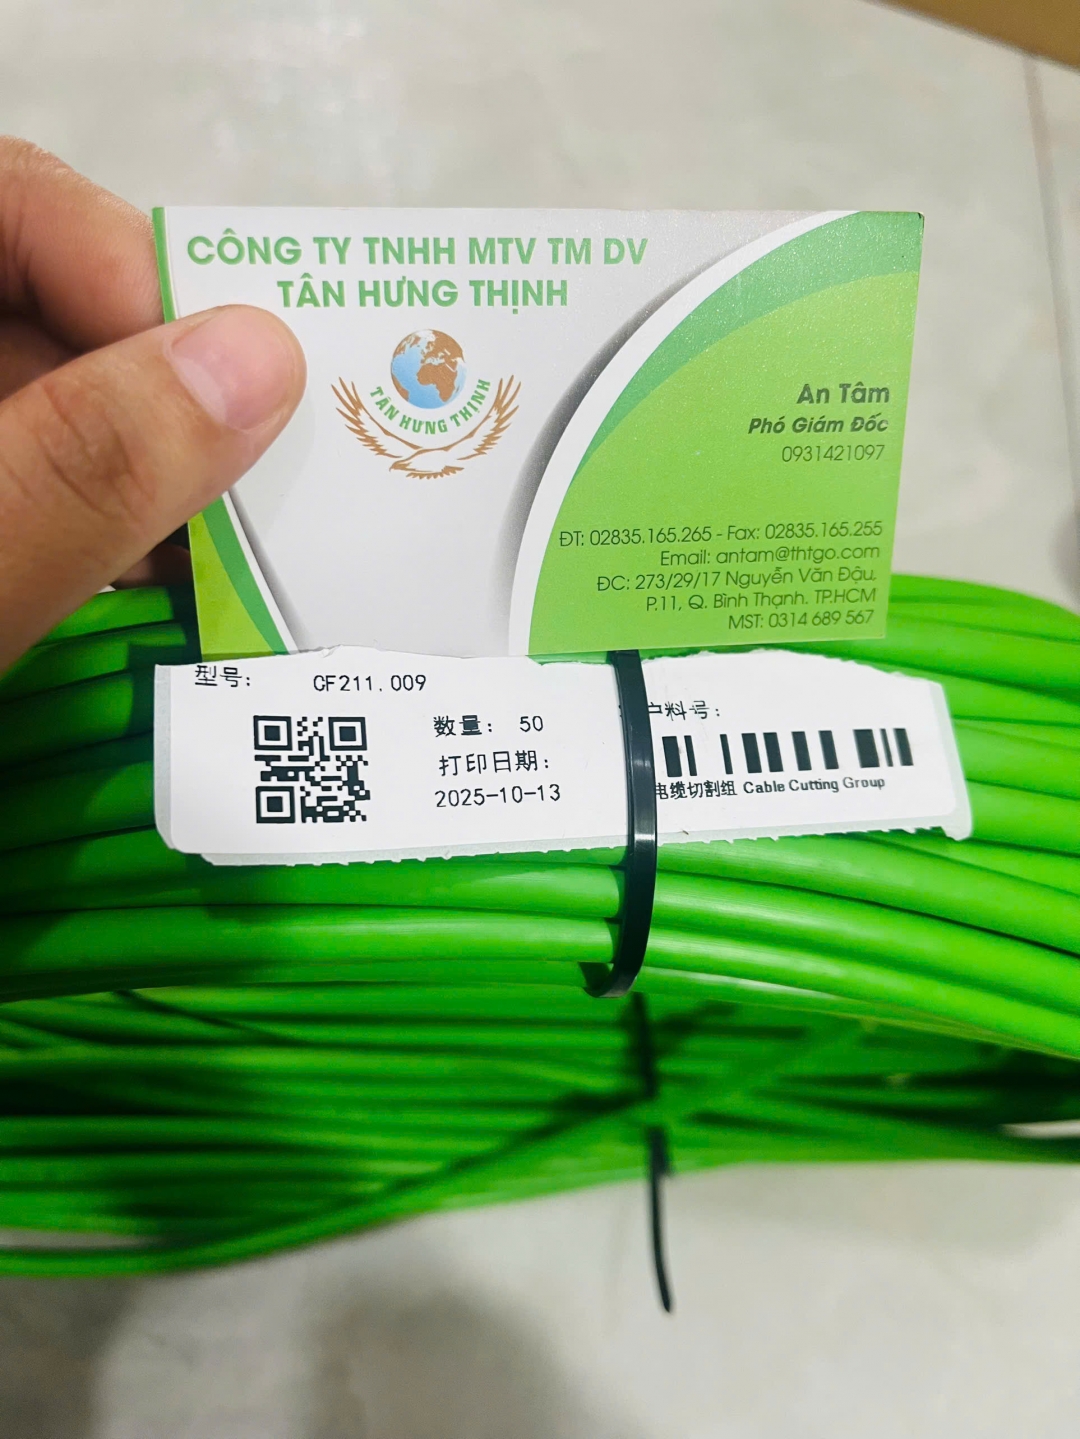 CÔNG TY TNHH MTV TM DV
TÂN HƯNG THỊNH
TÂN HƯNG THỊNH
An Tâm
Phó Giám Đốc
0931421097
ĐT: 02835.165.265 - Fax: 02835.165.255
Email: antam@thtgo.com
ĐC: 273/29/17 Nguyễn Văn Đậu,
P.11, Q. Bình Thạnh. TP.HCM
MST: 0314 689 567
型号: CF211.009
数量: 50
打印日期:
2025-10-13
户料号:
电缆切割组 Cable Cutting Group